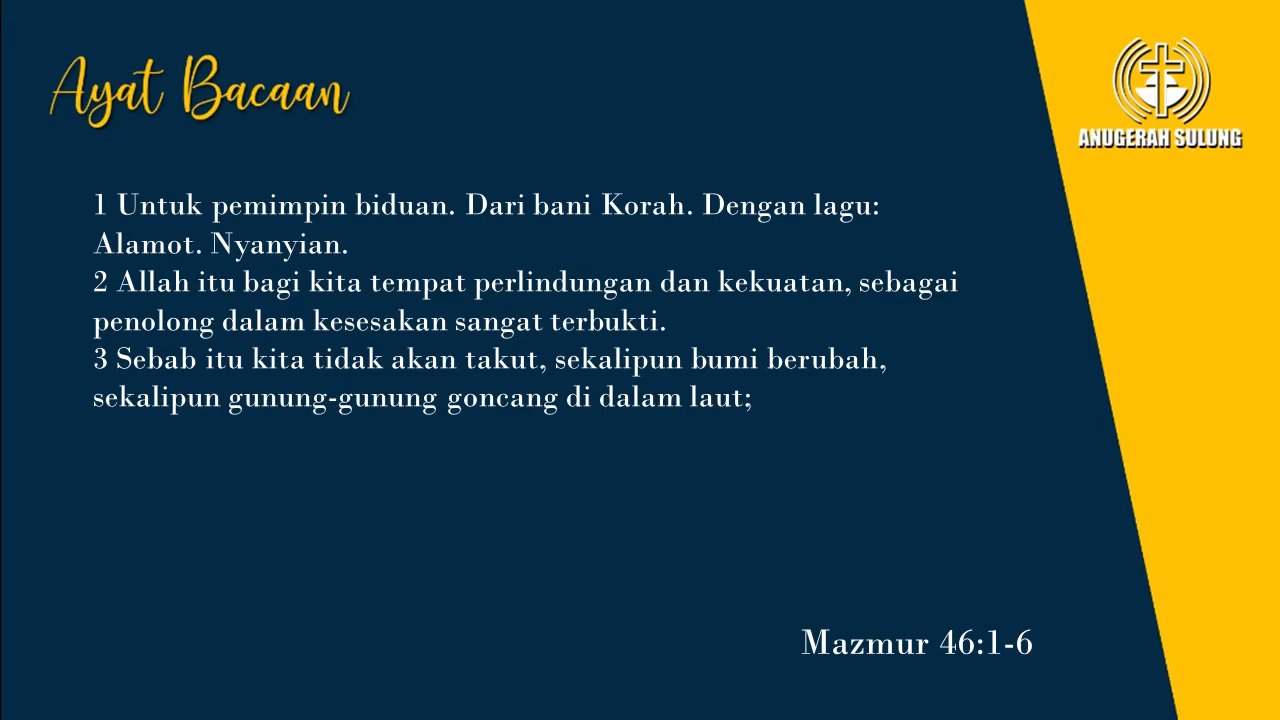 Ayat Bacaan
ANUGERAH SULUNG
1 Untuk pemimpin biduan. Dari bani Korah. Dengan lagu:
Alamot. Nyanyian.
2 Allah itu bagi kita tempat perlindungan dan kekuatan, sebagai
penolong dalam kesesakan sangat terbukti.
3 Sebab itu kita tidak akan takut, sekalipun bumi berubah,
sekalipun gunung-gunung goncang di dalam laut;
Mazmur 46:1-6